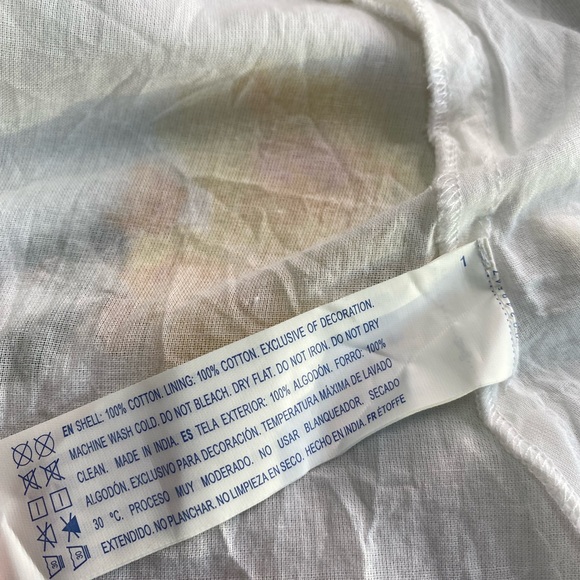 1
EN SHELL: 100% COTTON. LINING: 100% COTTON. EXCLUSIVE OF DECORATION.
MACHINE WASH COLD. DO NOT BLEACH. DRY FLAT. DO NOT IRON. DO NOT DRY
CLEAN. MADE IN INDIA. ES TELA EXTERIOR: 100% ALGODÓN. FORRO: 100%
ALGODÓN. EXCLUSIVO PARA DECORACIÓN. TEMPERATURA MÁXIMA DE LAVADO
30 °C. PROCESO MUY MODERADO. NO USAR BLANQUEADOR. SECADO
EXTENDIDO. NO PLANCHAR. NO LIMPIEZA EN SECO. HECHO EN INDIA. FR ÉTOFFE